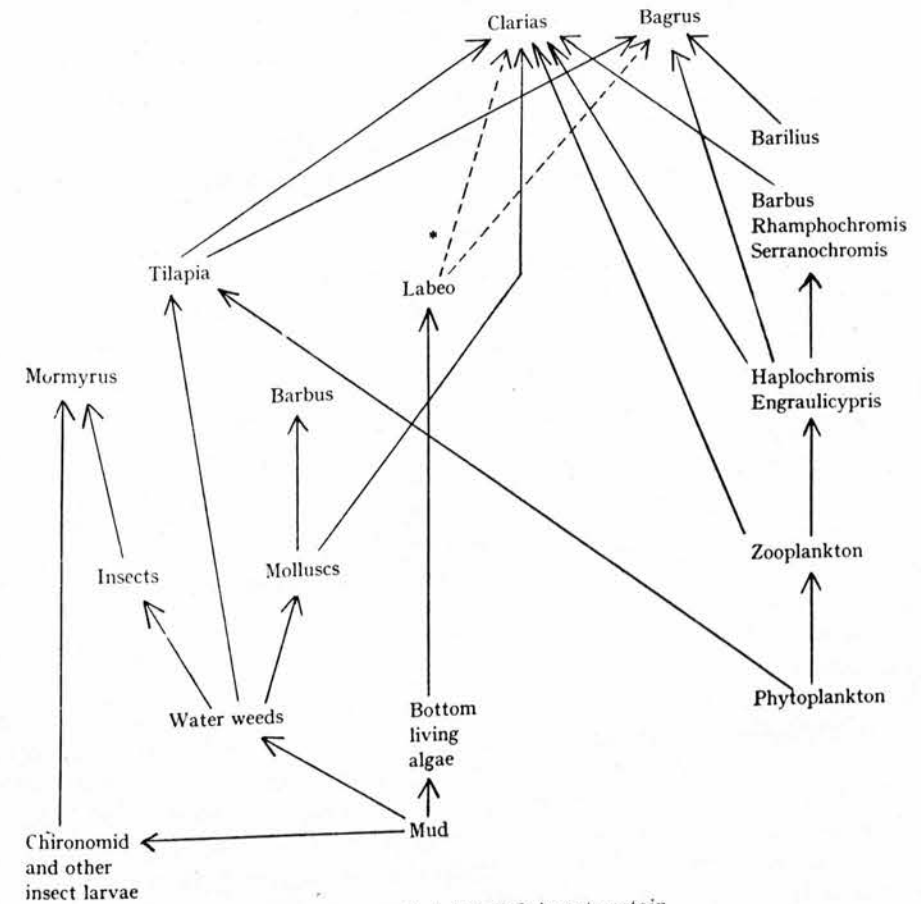 Clarias
Bagrus
Barilius
Barbus
Rhamphochromis
Serranochromis
*
Tilapia
Labeo
Mormyrus
Barbus
Haplochromis
Engraulicypris
Insects
Molluscs
Zooplankton
Phytoplankton
Water weeds
Bottom
living
algae
Mud
Chironomid
and other
insect larvae